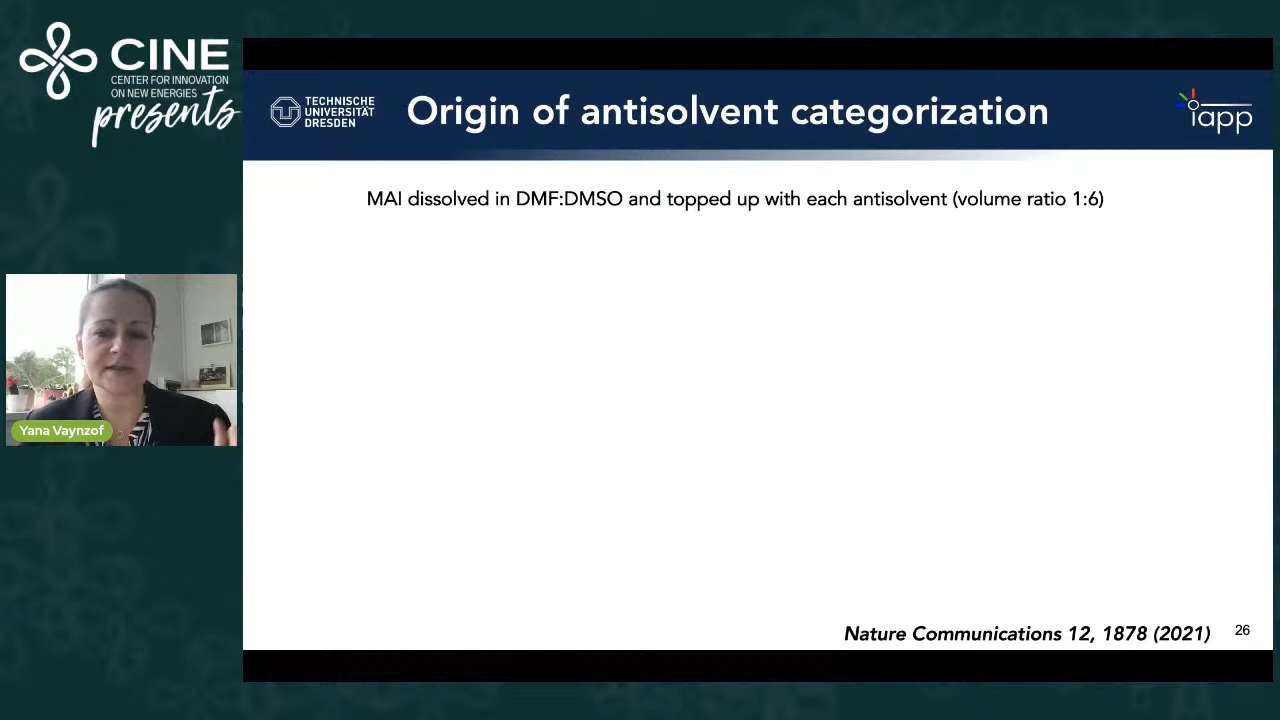 CINE
CENTER FOR INNOVATION
ON NEW ENERGIES
presents
TECHNISCHE
UNIVERSITÄT
DRESDEN
Origin of antisolvent categorization
iapp
MAI dissolved in DMF:DMSO and topped up with each antisolvent (volume ratio 1:6)
Yana Vaynzof
Nature Communications 12, 1878 (2021)
26